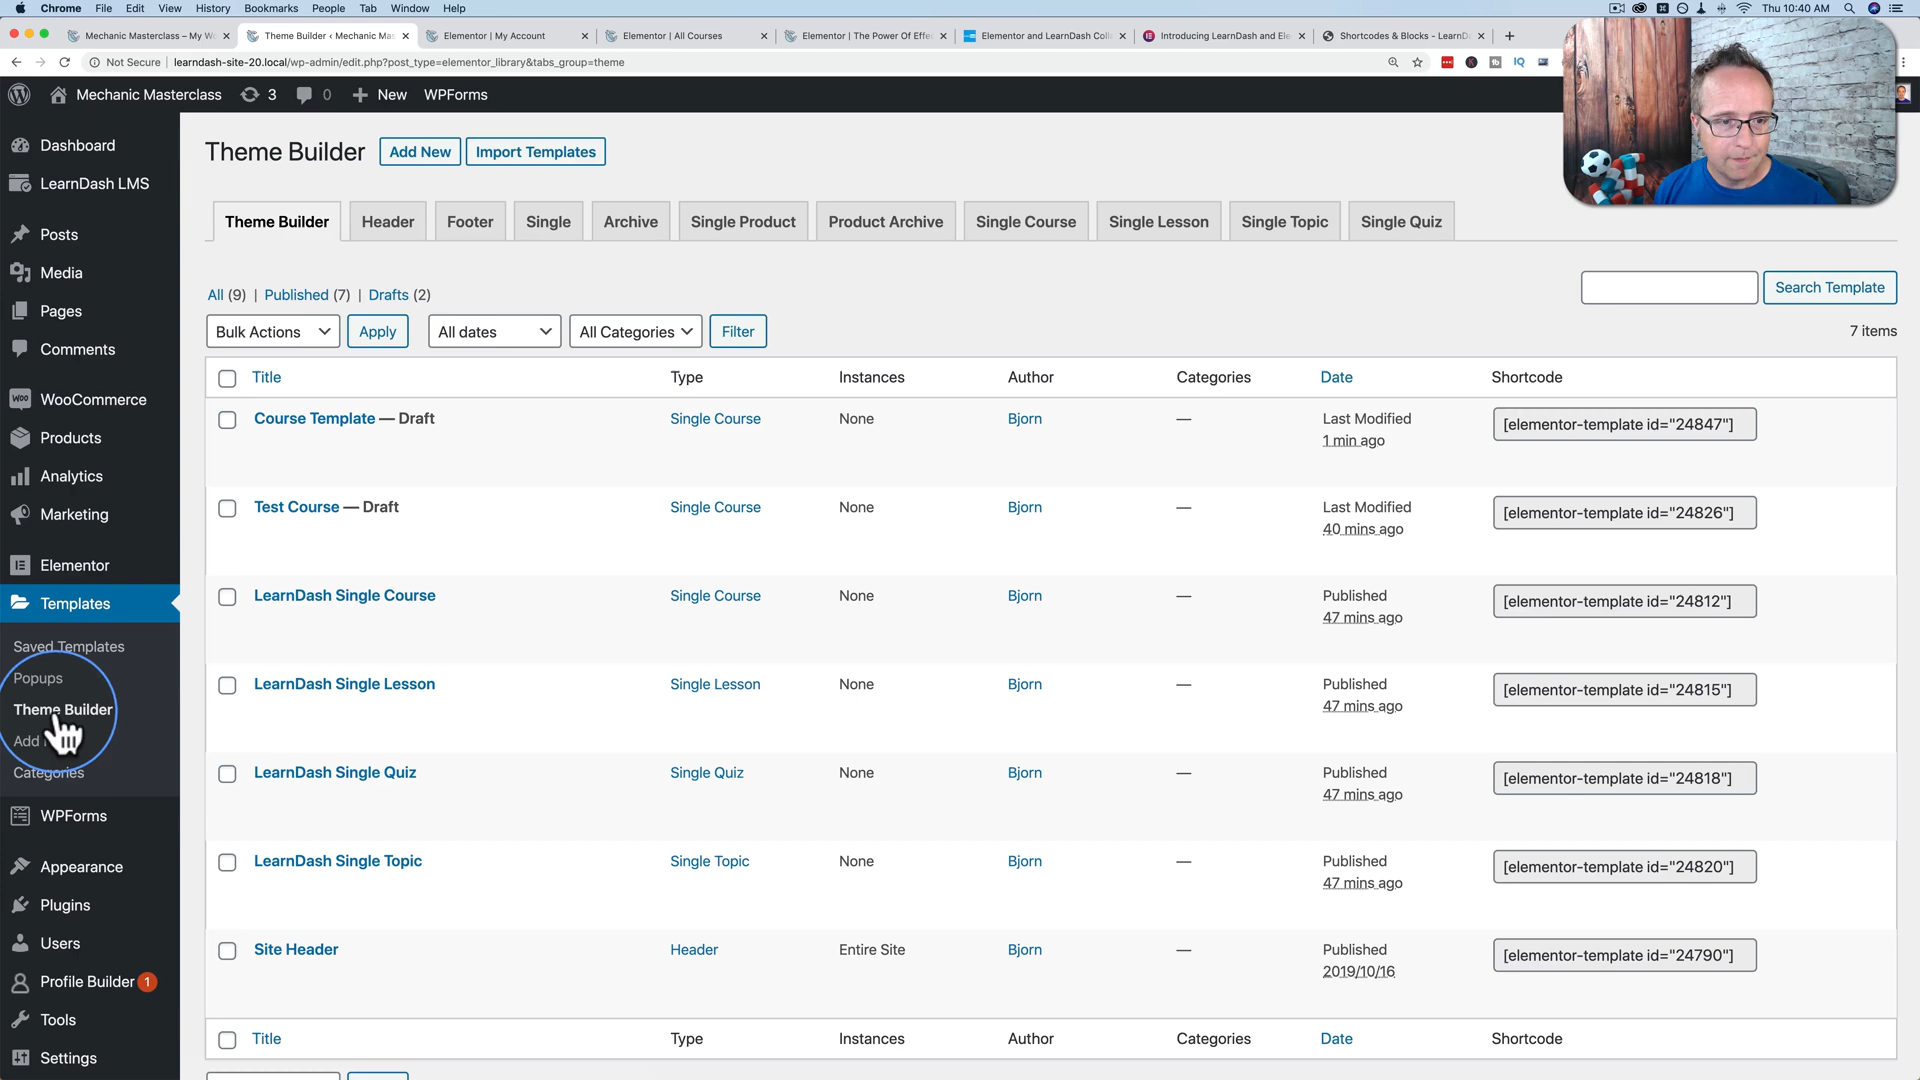 Chrome File Edit View History Bookmarks People Tab Window Help Thu 10:40 AM
Mechanic Masterclass – My W Theme Builder ‹ Mechanic Mas Elementor | My Account Elementor | All Courses Elementor | The Power Of Effec Elementor and LearnDash Coll Introducing LearnDash and Ele Shortcodes & Blocks - LearnDa
Not Secure | learndash-site-20.local/wp-admin/edit.php?post_type=elementor_library&tabs_group=theme
Mechanic Masterclass 3 0 New WPForms
Dashboard
LearnDash LMS
Posts
Media
Pages
Comments
WooCommerce
Products
Analytics
Marketing
Elementor
Templates
Saved Templates
Popups
Theme Builder
Add
Categories
WPForms
Appearance
Plugins
Users
Profile Builder 1
Tools
Settings
Theme Builder Add New Import Templates
Theme Builder Header Footer Single Archive Single Product Product Archive Single Course Single Lesson Single Topic Single Quiz
All (9) | Published (7) | Drafts (2)
Search Template
Bulk Actions Apply All dates All Categories Filter
7 items
Title Type Instances Author Categories Date Shortcode
Course Template — Draft Single Course None Bjorn — Last Modified
1 min ago
[elementor-template id="24847"]
Test Course — Draft Single Course None Bjorn — Last Modified
40 mins ago
[elementor-template id="24826"]
LearnDash Single Course Single Course None Bjorn — Published
47 mins ago
[elementor-template id="24812"]
LearnDash Single Lesson Single Lesson None Bjorn — Published
47 mins ago
[elementor-template id="24815"]
LearnDash Single Quiz Single Quiz None Bjorn — Published
47 mins ago
[elementor-template id="24818"]
LearnDash Single Topic Single Topic None Bjorn — Published
47 mins ago
[elementor-template id="24820"]
Site Header Header Entire Site Bjorn — Published
2019/10/16
[elementor-template id="24790"]
Title Type Instances Author Categories Date Shortcode